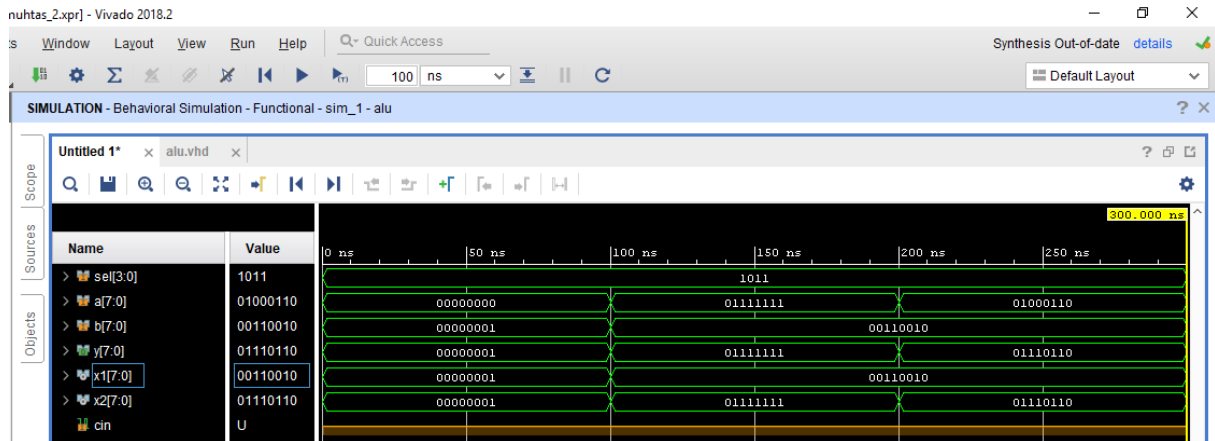 nuhtas_2.xpr] - Vivado 2018.2
Window Layout View Run Help Quick Access Synthesis Out-of-date details
100 ns Default Layout
SIMULATION - Behavioral Simulation - Functional - sim_1 - alu
Untitled 1* alu.vhd
Scope
Sources
Objects
300.000 ns
Name Value 0 ns 50 ns 100 ns 150 ns 200 ns 250 ns
sel[3:0] 1011 1011
a[7:0] 01000110 00000000 01111111 01000110
b[7:0] 00110010 00000001 00110010
y[7:0] 01110110 00000001 01111111 01110110
x1[7:0] 00110010 00000001 00110010
x2[7:0] 01110110 00000001 01111111 01110110
cin U